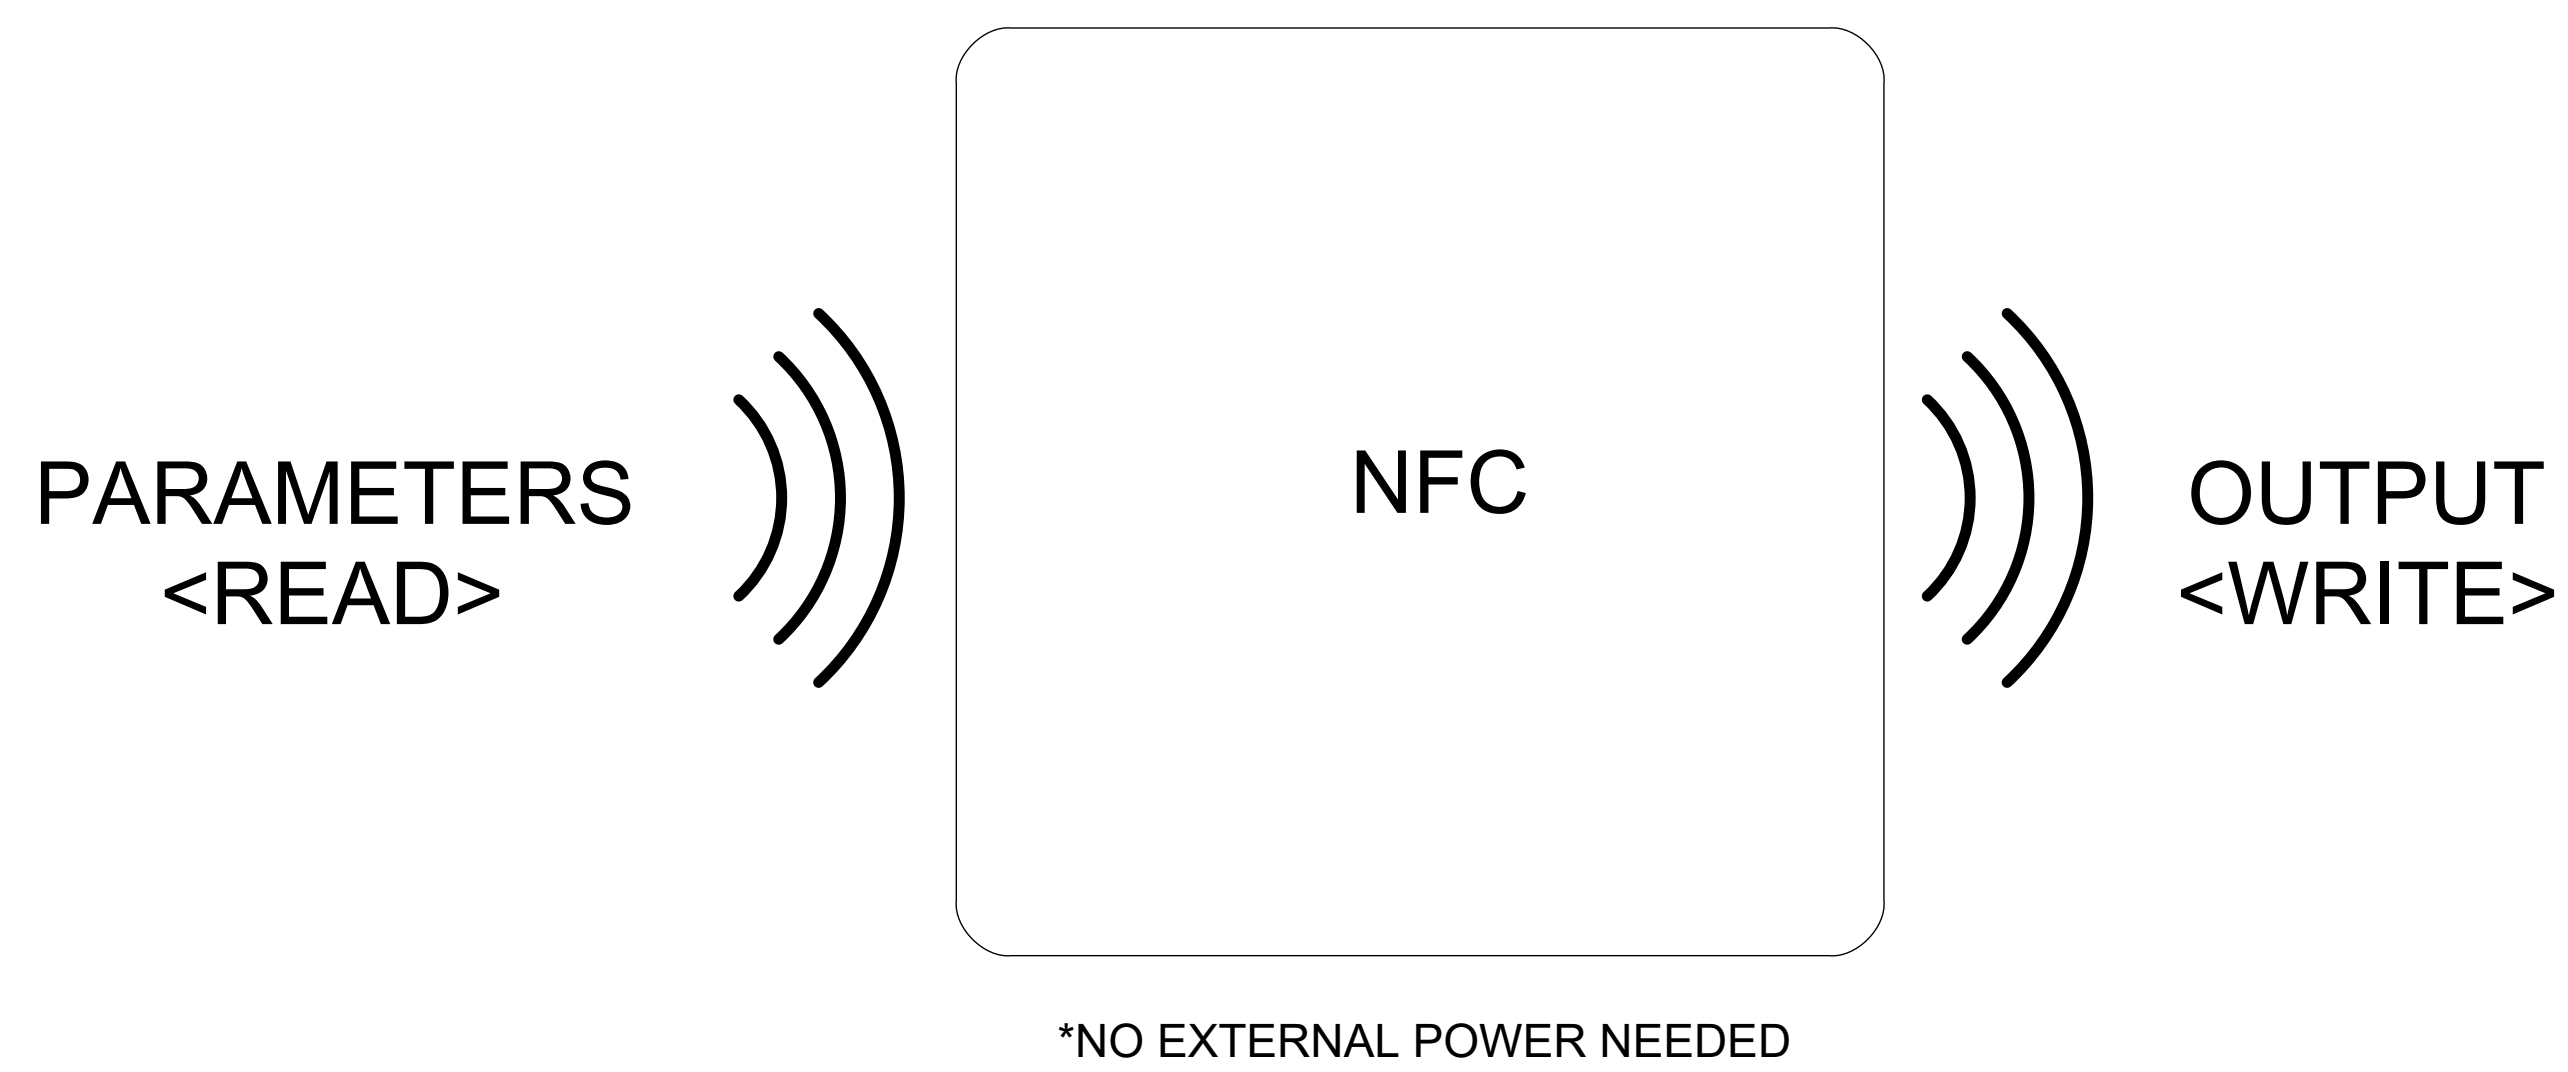 PARAMETERS
<READ>
NFC
OUTPUT
<WRITE>
*NO EXTERNAL POWER NEEDED